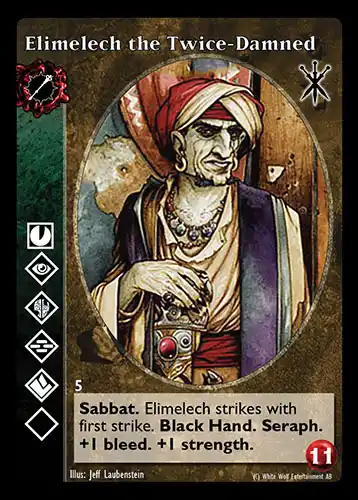 Elimelech the Twice-Damned
5
Sabbat. Elimelech strikes with
first strike. Black Hand. Seraph.
+1 bleed. +1 strength.
11
Illus: Jeff Laubenstein
(C) White Wolf Entertainment AB